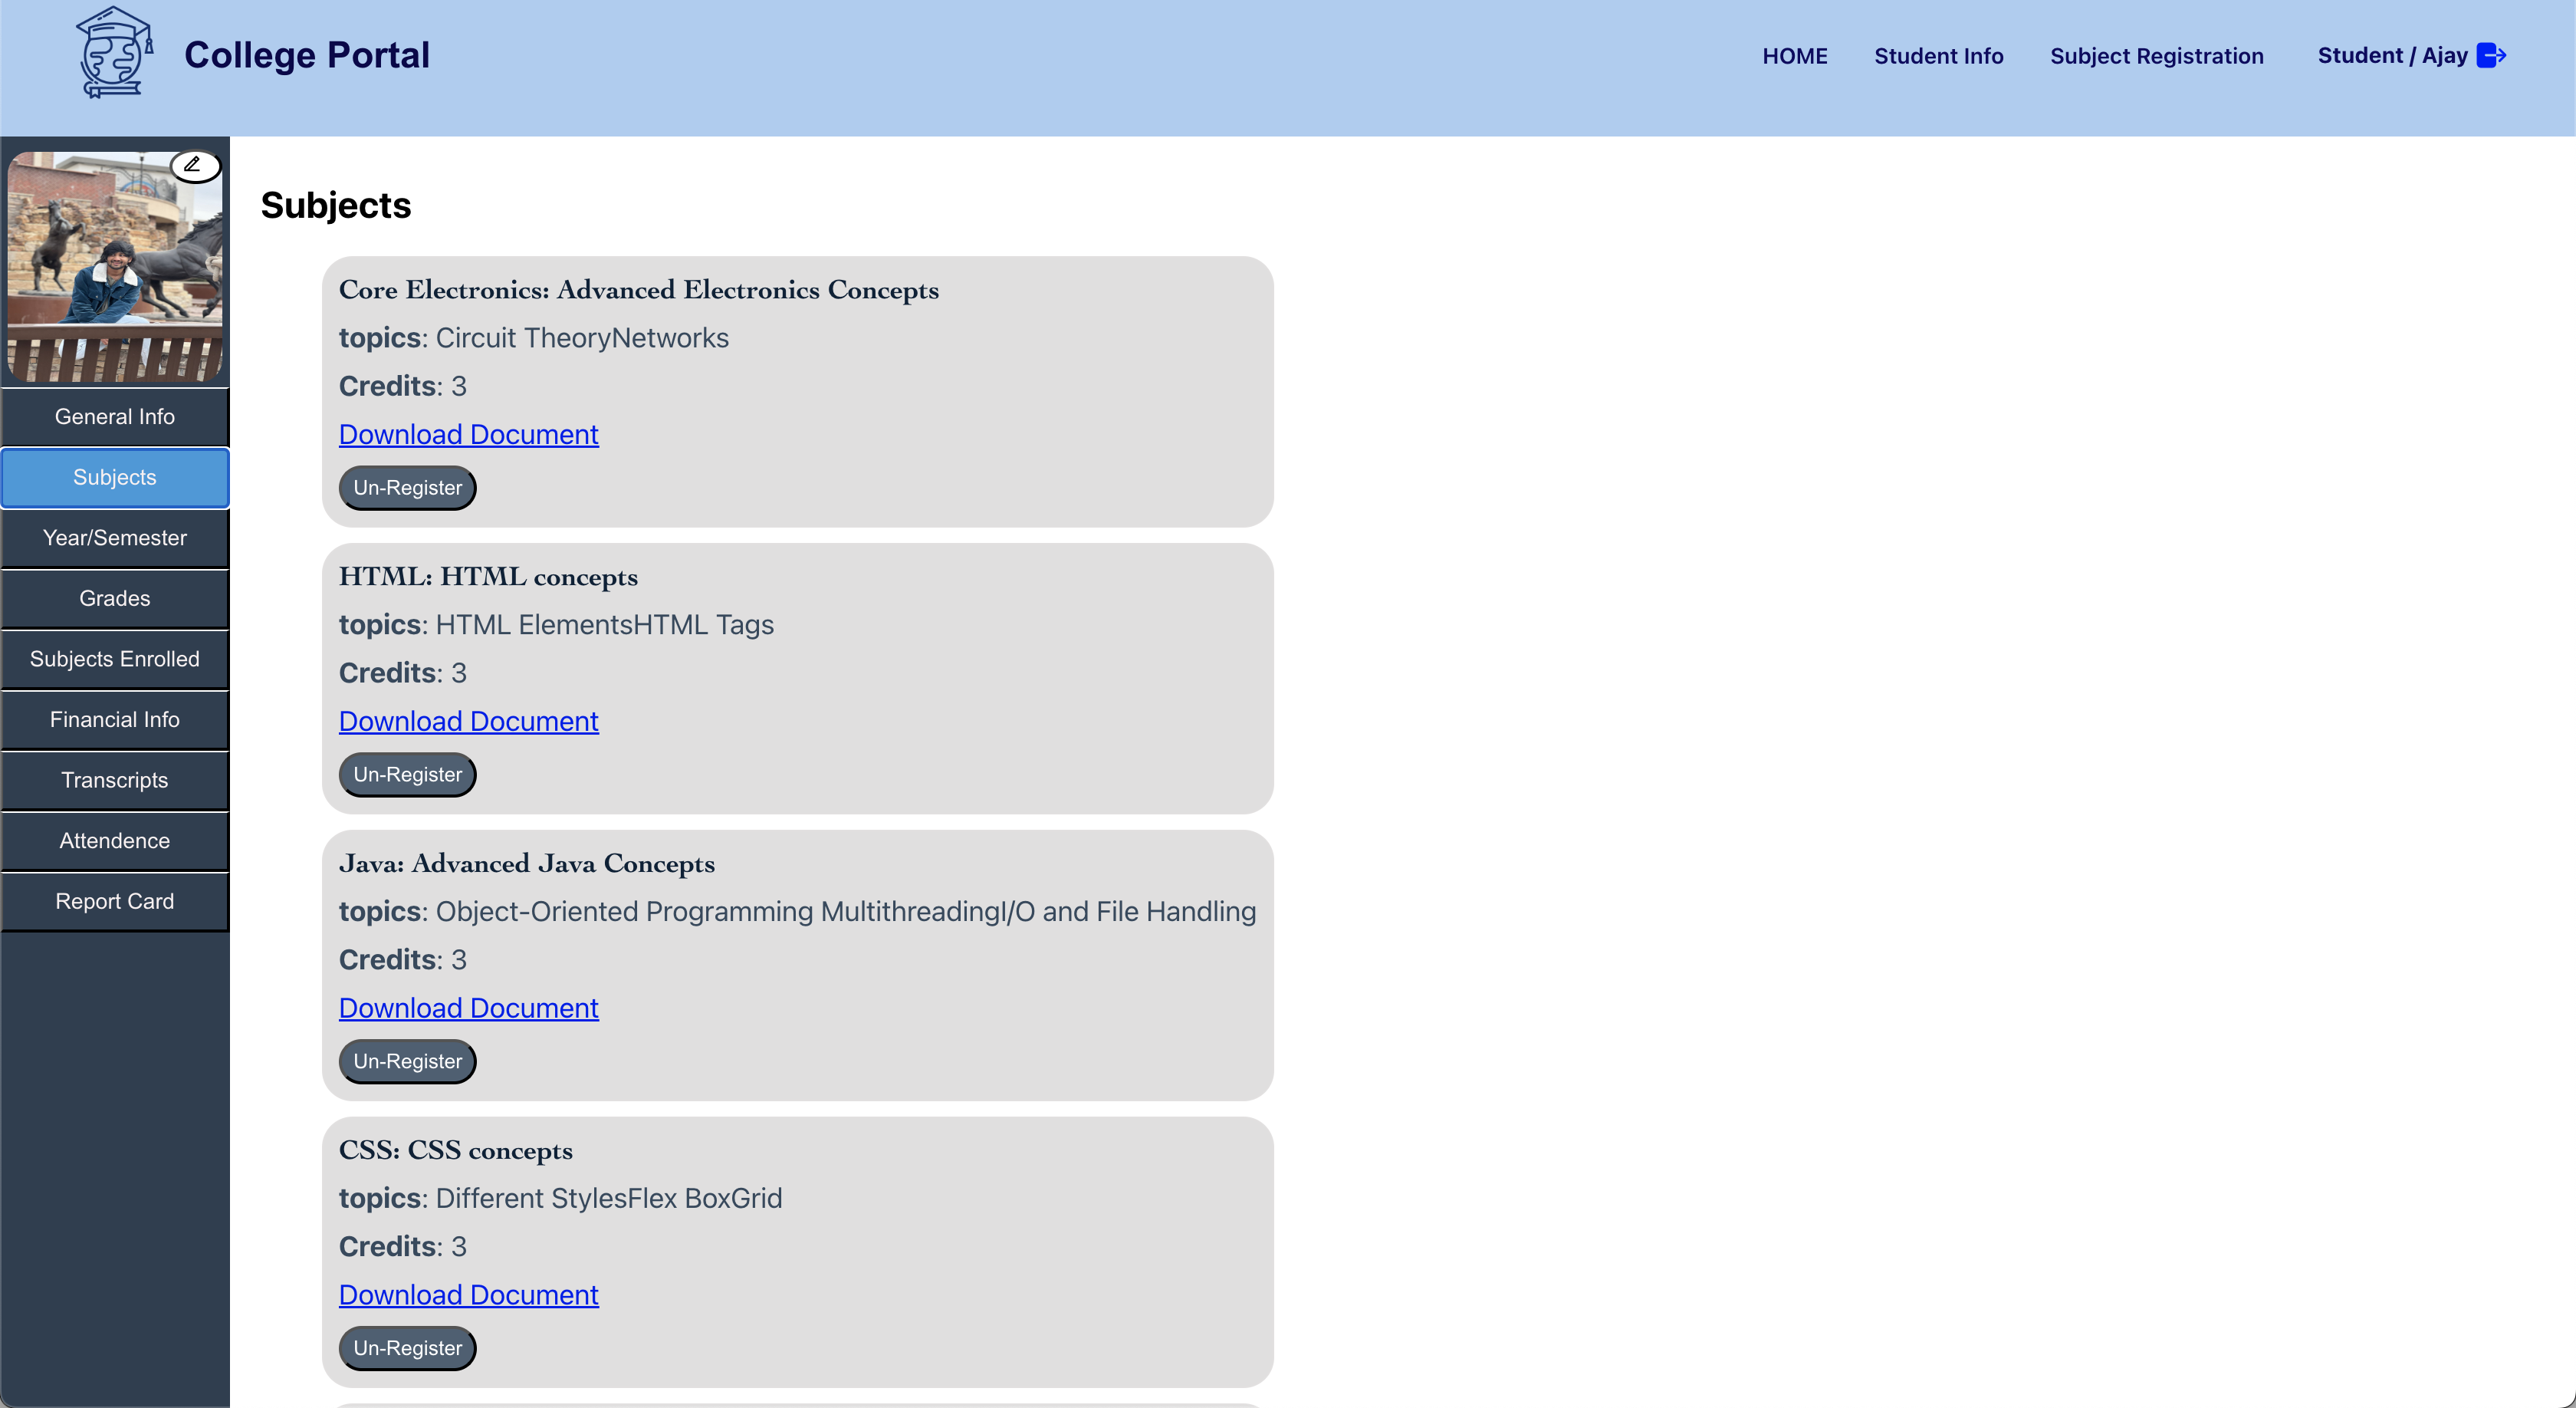 College Portal
HOME
Student Info
Subject Registration
Student / Ajay
General Info
Subjects
Year/Semester
Grades
Subjects Enrolled
Financial Info
Transcripts
Attendence
Report Card
Subjects
Core Electronics: Advanced Electronics Concepts
topics: Circuit TheoryNetworks
Credits: 3
Download Document
Un-Register
HTML: HTML concepts
topics: HTML ElementsHTML Tags
Credits: 3
Download Document
Un-Register
Java: Advanced Java Concepts
topics: Object-Oriented Programming MultithreadingI/O and File Handling
Credits: 3
Download Document
Un-Register
CSS: CSS concepts
topics: Different StylesFlex BoxGrid
Credits: 3
Download Document
Un-Register